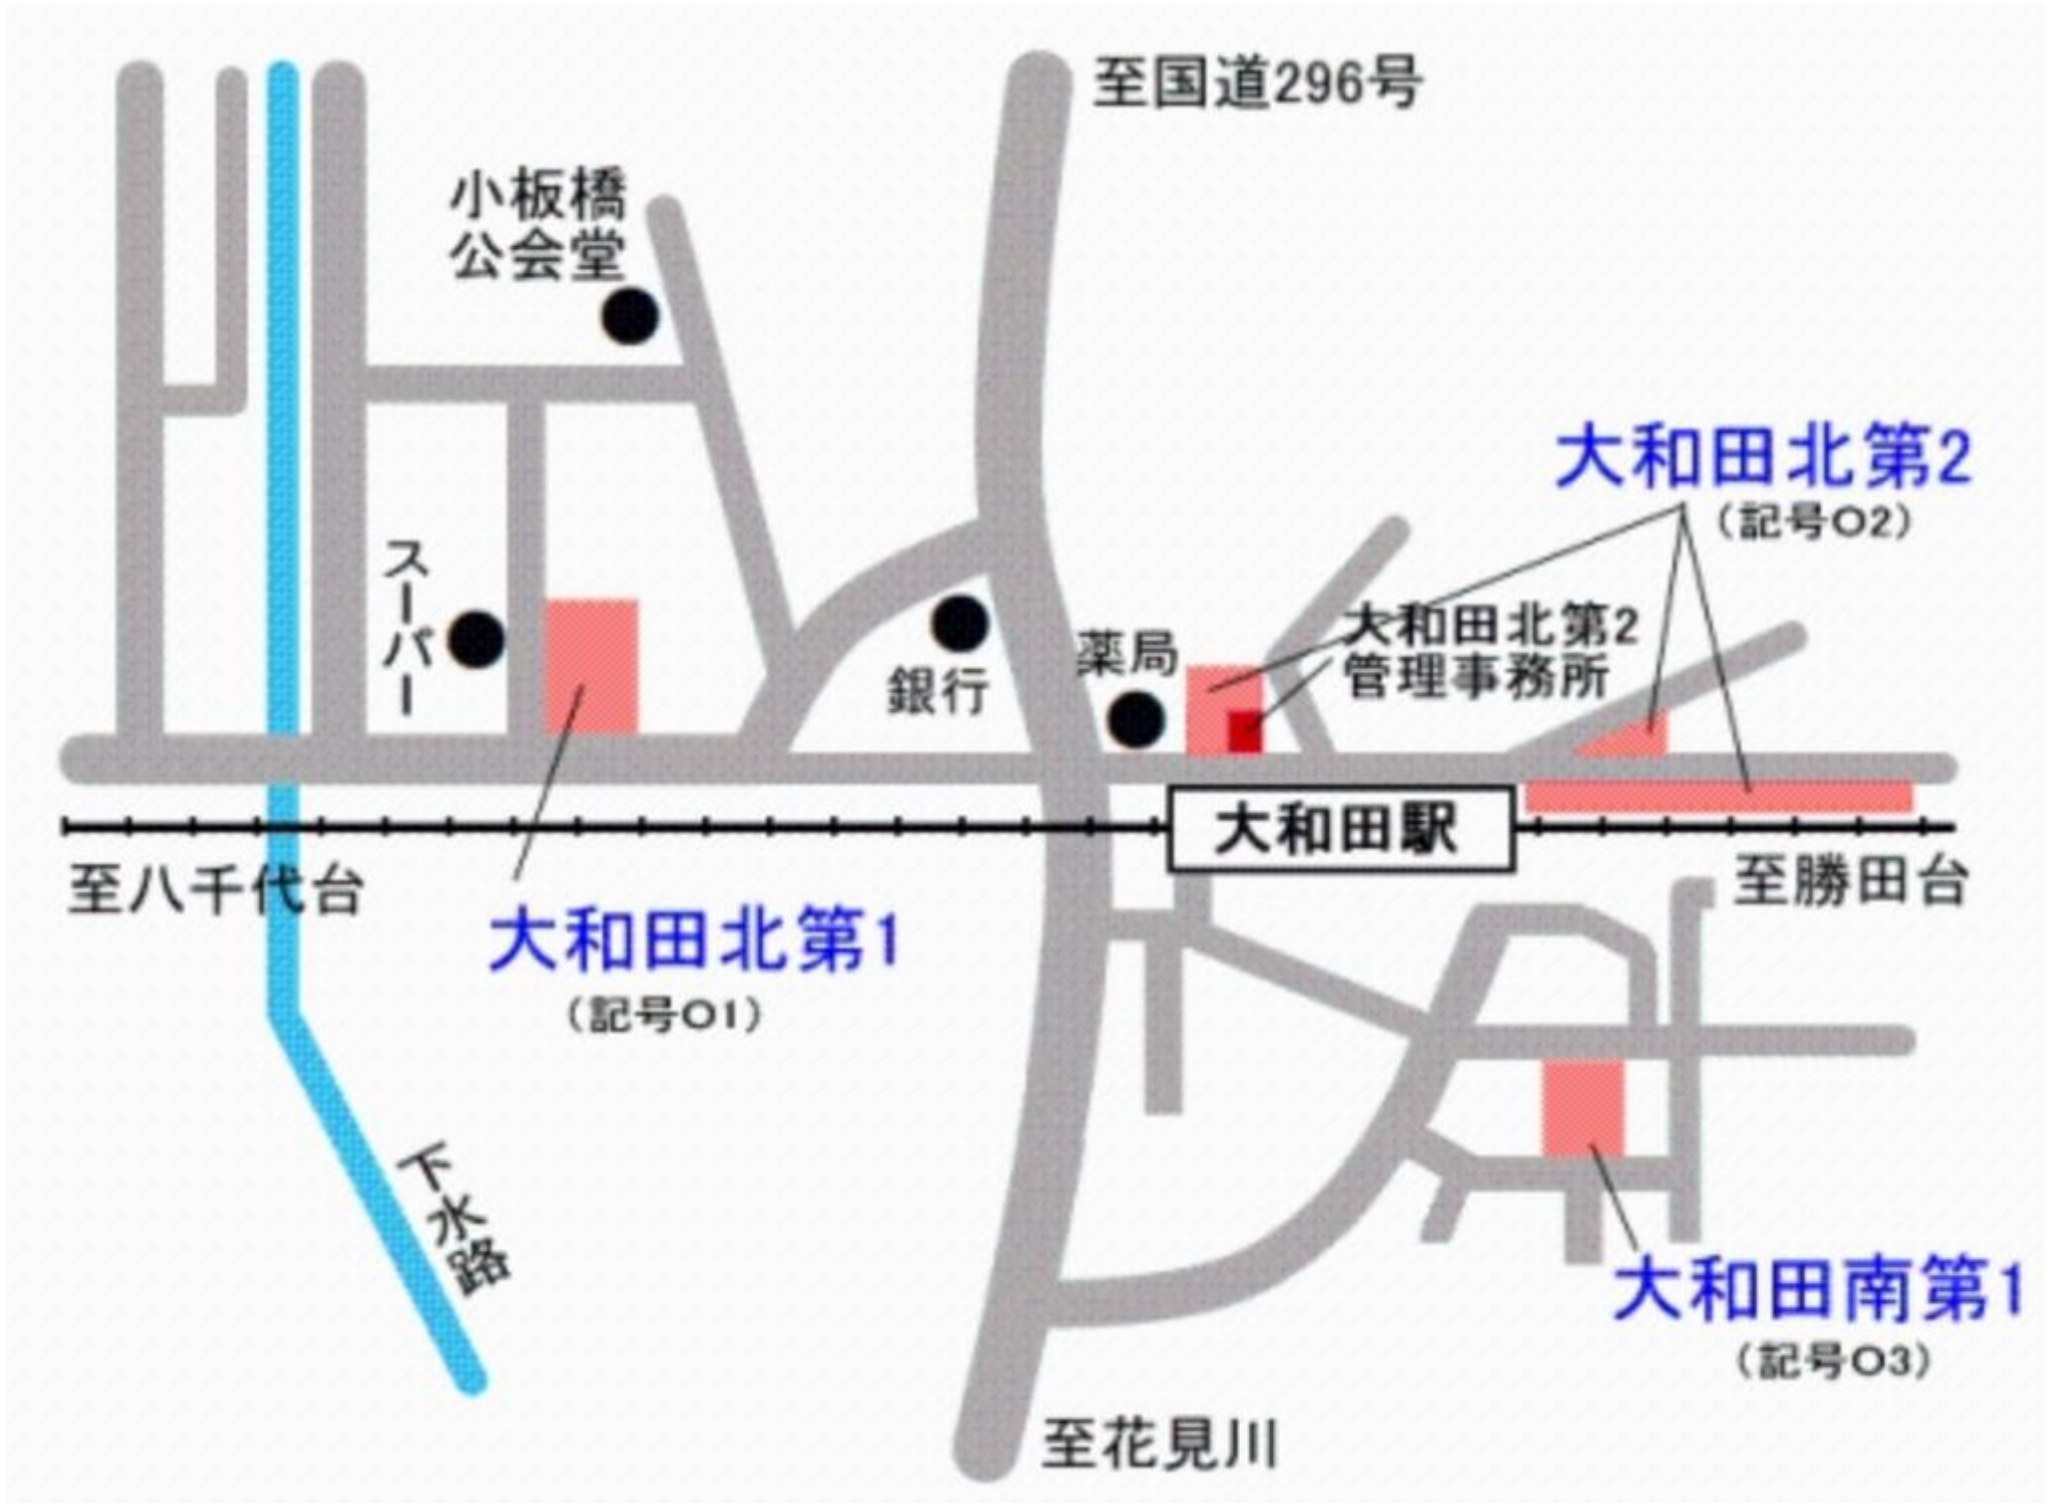 至国道296号
小板橋
公会堂
大和田北第2
（記号O2）
スーパー
大和田北第2
管理事務所
薬局
銀行
大和田駅
至八千代台
至勝田台
大和田北第1
（記号O1）
下水路
大和田南第1
（記号O3）
至花見川